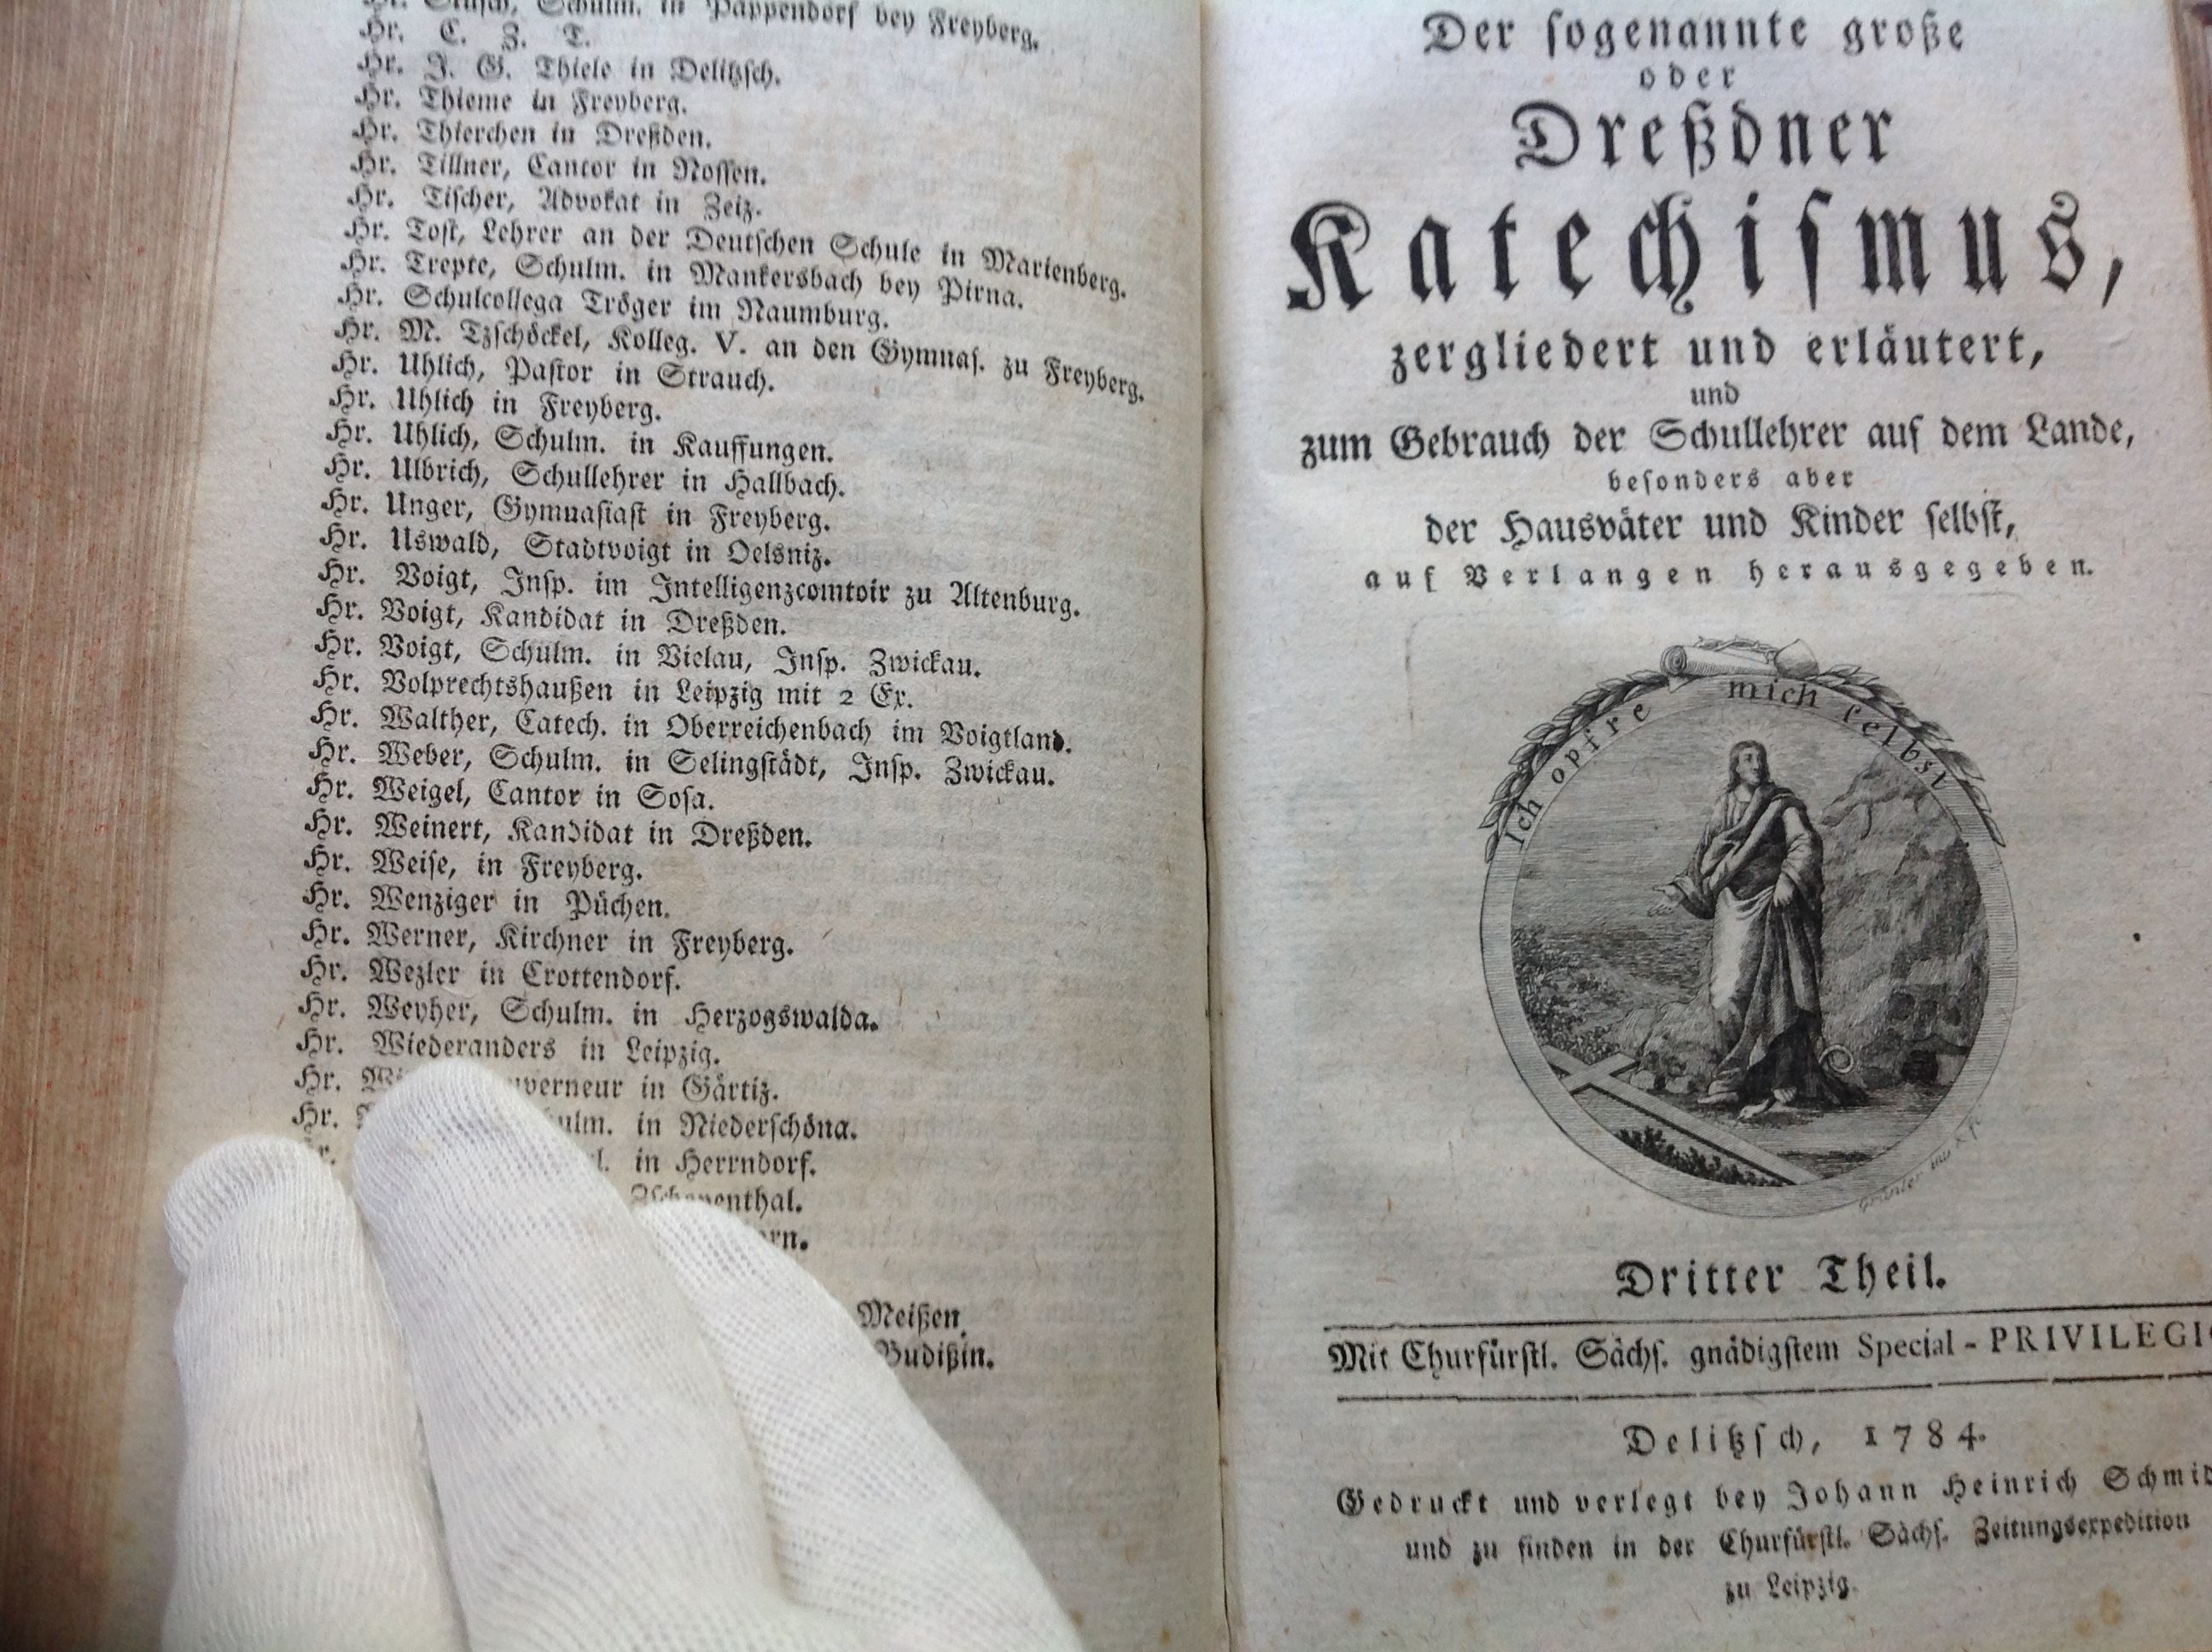 Schulm. in Pappendorf bey Freyberg.
Hr. C. Z. T.
Hr. J. G. Thiele in Delitzsch.
Hr. Thieme in Freyberg.
Hr. Thierchen in Dreßden.
Hr. Tillner, Cantor in Nossen.
Hr. Tischer, Advokat in Zeiz.
Hr. Tost, Lehrer an der Deutschen Schule in Marienberg.
Hr. Trepte, Schulm. in Mankersbach bey Pirna.
Hr. Schulcollega Tröger im Naumburg.
Hr. M. Tzschöckel, Kolleg. V. an den Gymnas. zu Freyberg.
Hr. Uhlich, Pastor in Strauch.
Hr. Uhlich in Freyberg.
Hr. Uhlich, Schulm. in Kauffungen.
Hr. Ulbrich, Schullehrer in Hallbach.
Hr. Unger, Gymnasiast in Freyberg.
Hr. Uswald, Stadtvoigt in Oelsniz.
Hr. Voigt, Insp. im Intelligenzcomtoir zu Altenburg.
Hr. Voigt, Kandidat in Dreßden.
Hr. Voigt, Schulm. in Vielau, Insp. Zwickau.
Hr. Volprechtshaußen in Leipzig mit 2 Ex.
Hr. Walther, Catech. in Oberreichenbach im Voigtland.
Hr. Weber, Schulm. in Selingstädt, Insp. Zwickau.
Hr. Weigel, Cantor in Sosa.
Hr. Weinert, Kandidat in Dreßden.
Hr. Weise, in Freyberg.
Hr. Wenziger in Püchen.
Hr. Werner, Kirchner in Freyberg.
Hr. Wezler in Crottendorf.
Hr. Weyher, Schulm. in Herzogswalda.
Hr. Wiederanders in Leipzig.
Hr. in Gärtiz.
Hr. in Niederschöna.
in Herrndorf.
Meißen.
Budißin.
Der sogenannte große
oder
Dreßdner
Katechismus,
zergliedert und erläutert,
und
zum Gebrauch der Schullehrer auf dem Lande,
besonders aber
der Hausväter und Kinder selbst,
auf Verlangen herausgegeben.
Ich opfre mich selbst
Dritter Theil.
Mit Churfürstl. Sächs. gnädigstem Special-PRIVILEGIO
Delitzsch, 1784.
Gedruckt und verlegt bey Johann Heinrich Schmid
und zu finden in der Churfürstl. Sächs. Zeitungsexpedition
zu Leipzig.